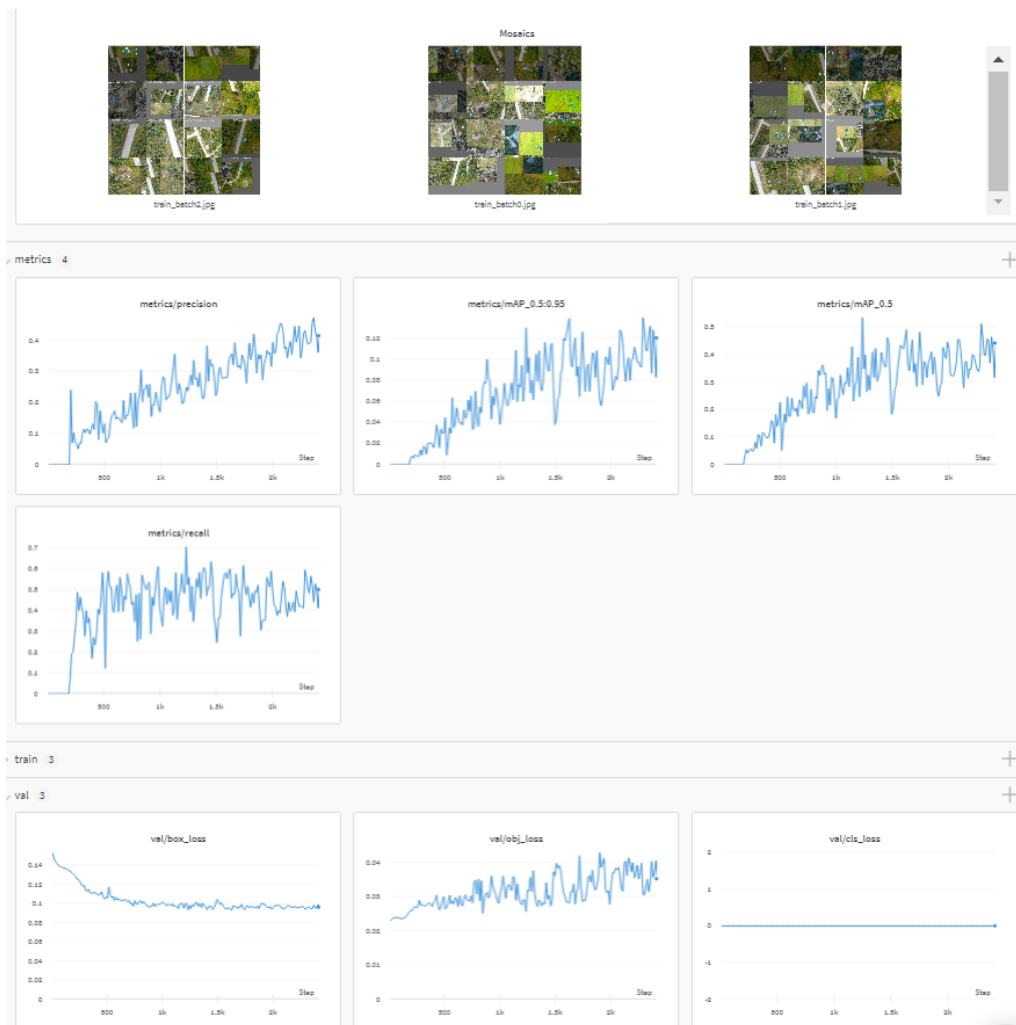 Mosaics
train_batch2.jpg
train_batch0.jpg
train_batch1.jpg
metrics 4
metrics/precision
0.4
0.3
0.2
0.1
0
Step
500 1k 1.5k 2k
metrics/mAP_0.5:0.95
0.12
0.1
0.08
0.06
0.04
0.02
0
Step
500 1k 1.5k 2k
metrics/mAP_0.5
0.5
0.4
0.3
0.2
0.1
0
Step
500 1k 1.5k 2k
metrics/recall
0.7
0.6
0.5
0.4
0.3
0.2
0.1
0
Step
500 1k 1.5k 2k
train 3
val 3
val/box_loss
0.14
0.12
0.1
0.08
0.06
0.04
0.02
0
Step
500 1k 1.5k 2k
val/obj_loss
0.04
0.03
0.02
0.01
0
Step
500 1k 1.5k 2k
val/cls_loss
2
1
0
-1
-2
Step
500 1k 1.5k 2k